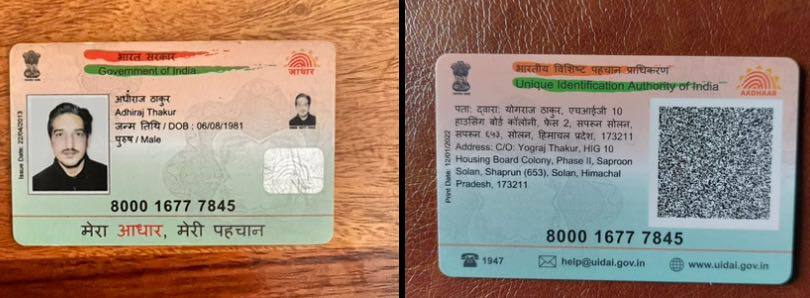 भारत सरकार
Government of India
आधार
अधीराज ठाकुर
Adhiraj Thakur
जन्म तिथि / DOB : 06/08/1981
पुरुष / Male
Issue Date: 22/04/2013
8000 1677 7845
मेरा आधार, मेरी पहचान
भारतीय विशिष्ट पहचान प्राधिकरण
Unique Identification Authority of India
AADHAAR
पता: द्वारा: योगराज ठाकुर, एचआईजी 10
हाउसिंग बोर्ड कॉलोनी, फैस 2, सपरून सोलन,
सपरून ६५३, सोलन, हिमाचल प्रदेश, 173211
Address: C/O: Yograj Thakur, HIG 10
Housing Board Colony, Phase II, Saproon
Solan, Shaprun (653), Solan, Himachal
Pradesh, 173211
Print Date: 12/01/2022
8000 1677 7845
1947
help@uidai.gov.in
www.uidai.gov.in